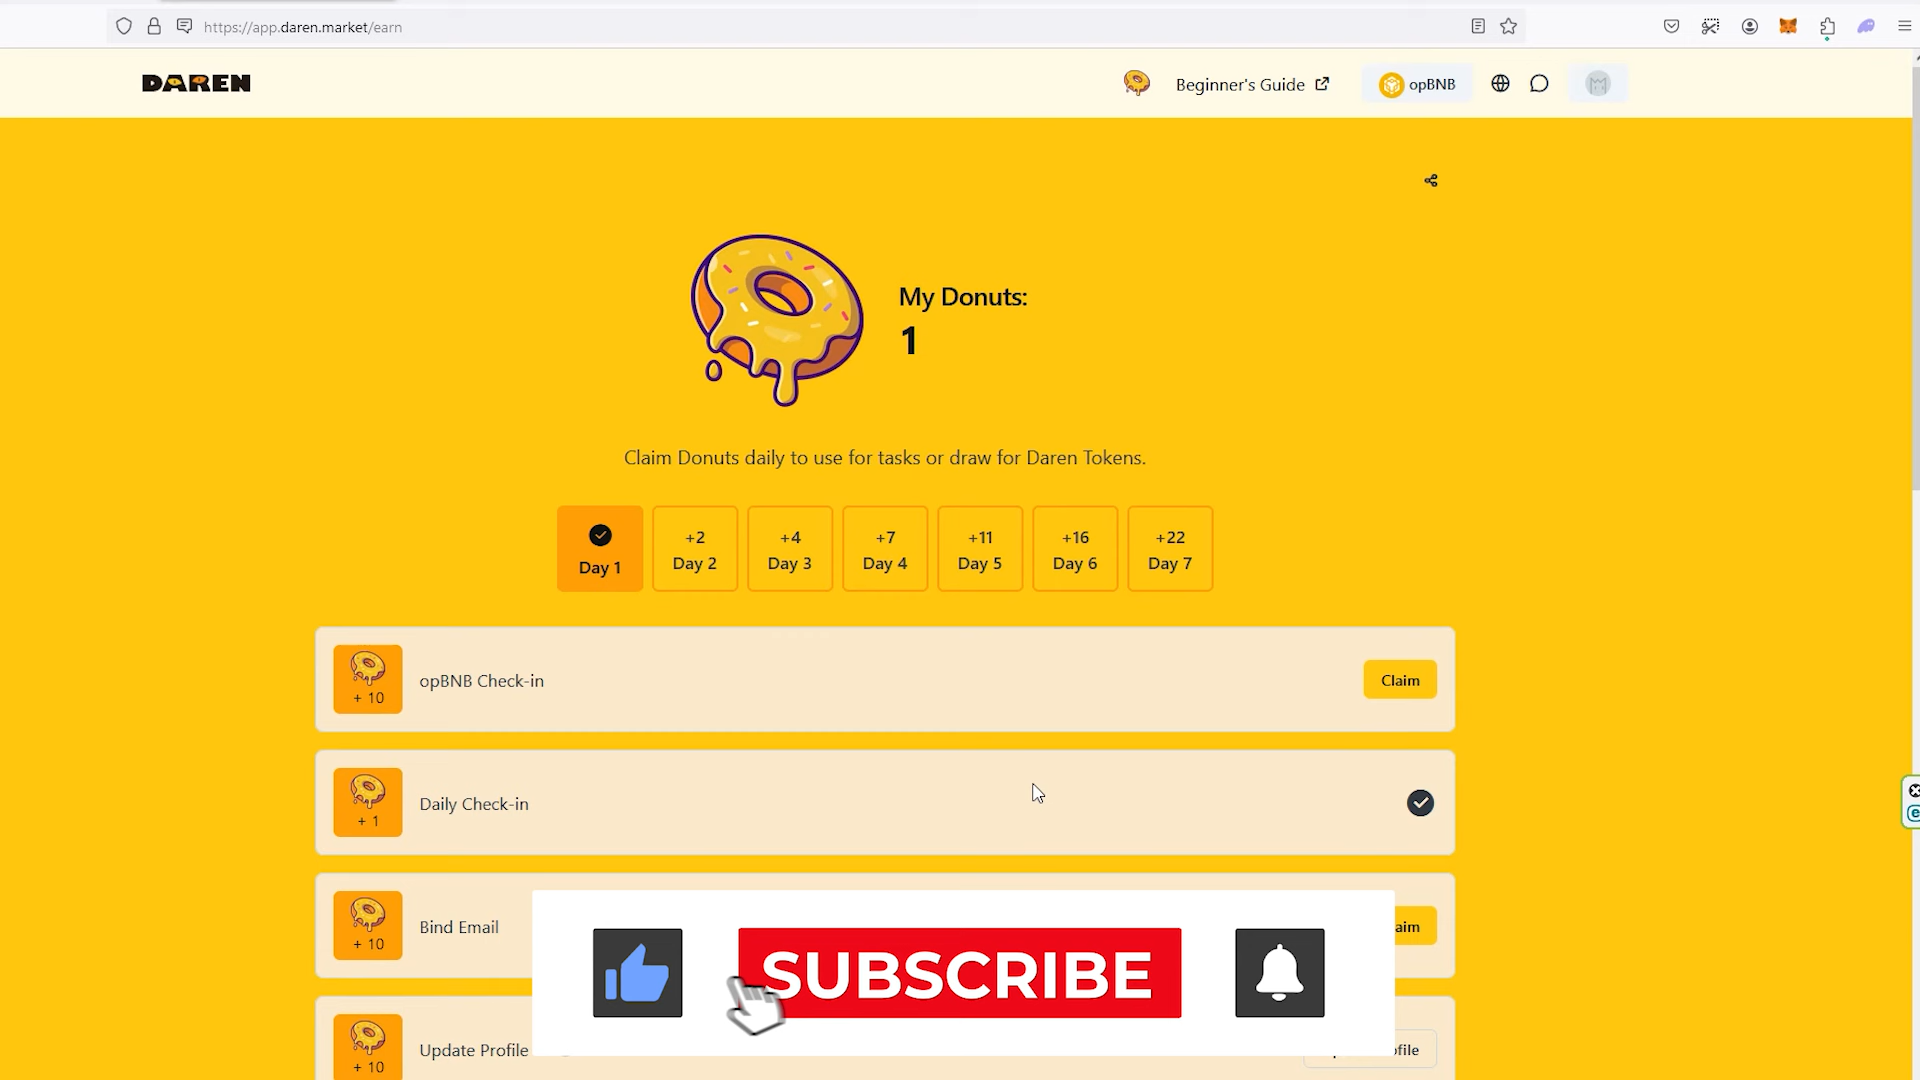 https://app.daren.market/earn
DAREN
Beginner's Guide
opBNB
My Donuts:
1
Claim Donuts daily to use for tasks or draw for Daren Tokens.
Day 1
+2
Day 2
+4
Day 3
+7
Day 4
+11
Day 5
+16
Day 6
+22
Day 7
+ 10
opBNB Check-in
Claim
+ 1
Daily Check-in
+ 10
Bind Email
aim
SUBSCRIBE
+ 10
Update Profile
ofile